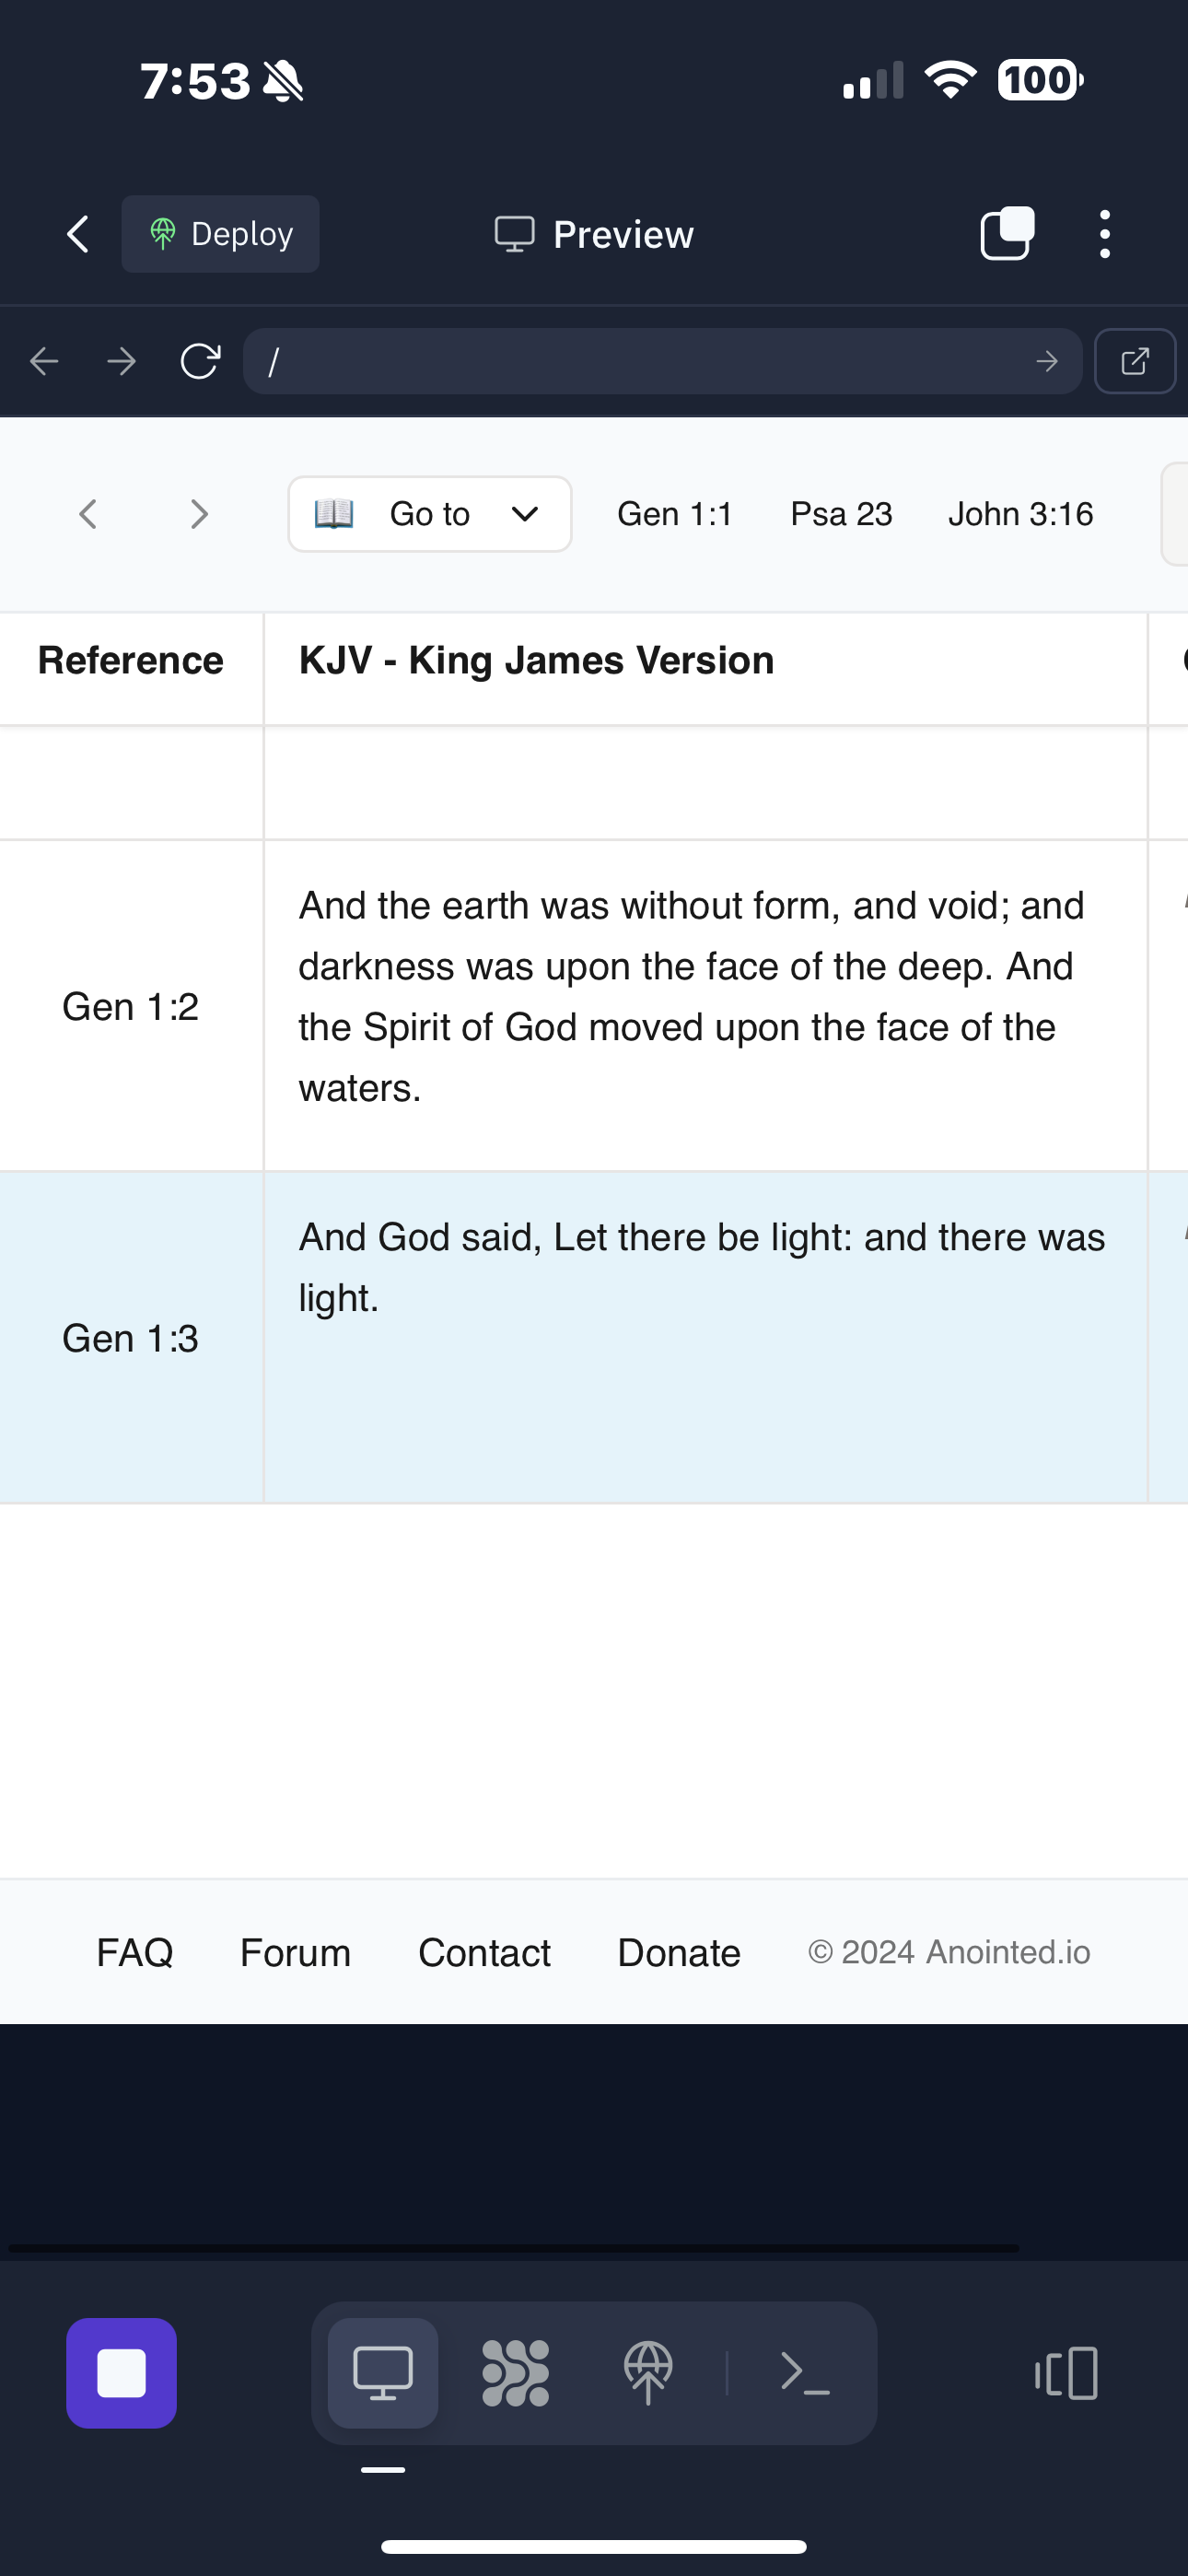 7:53
100
Deploy
Preview
/
Go to
Gen 1:1
Psa 23
John 3:16
Reference
KJV - King James Version
And the earth was without form, and void; and
darkness was upon the face of the deep. And
the Spirit of God moved upon the face of the
waters.
Gen 1:2
And God said, Let there be light: and there was
light.
Gen 1:3
FAQ
Forum
Contact
Donate
© 2024 Anointed.io